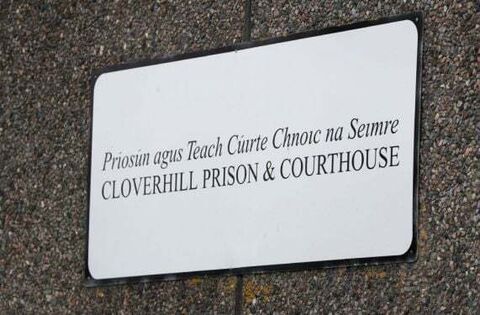 Príosún agus Teach Cúirte Chnoic na Seimre
CLOVERHILL PRISON & COURTHOUSE